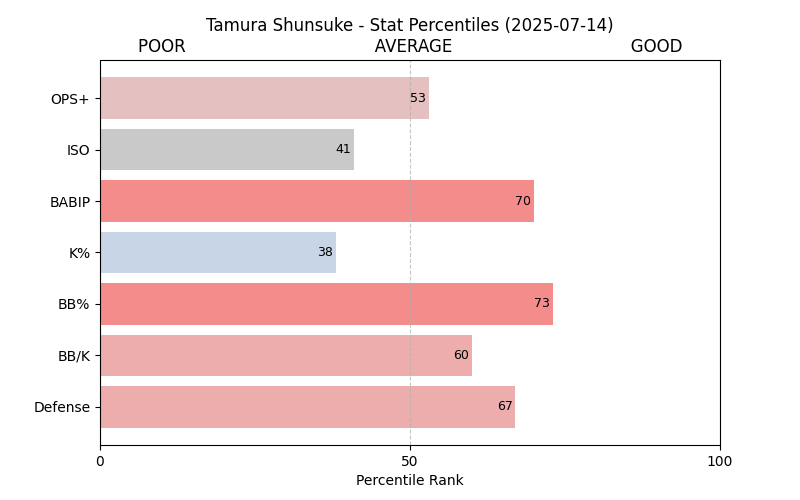 Tamura Shunsuke - Stat Percentiles (2025-07-14)
POOR AVERAGE GOOD
OPS+ 53
ISO 41
BABIP 70
K% 38
BB% 73
BB/K 60
Defense 67
0 50 100
Percentile Rank